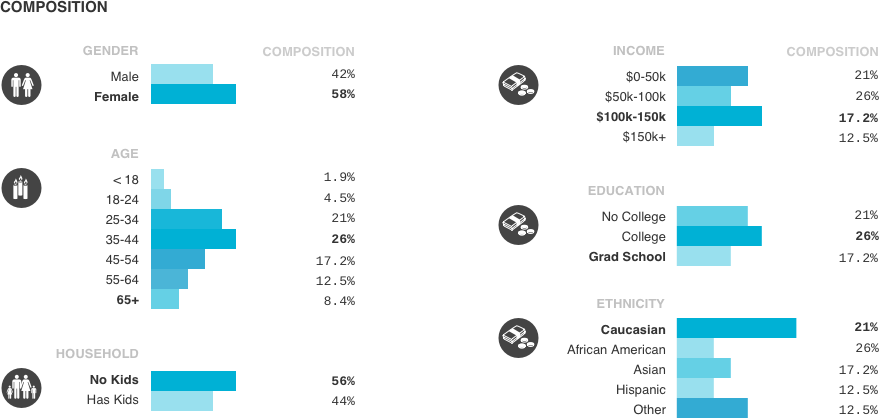 COMPOSITION
GENDER COMPOSITION
Male 42%
Female 58%
AGE
< 18 1.9%
18-24 4.5%
25-34 21%
35-44 26%
45-54 17.2%
55-64 12.5%
65+ 8.4%
HOUSEHOLD
No Kids 56%
Has Kids 44%
INCOME COMPOSITION
$0-50k 21%
$50k-100k 26%
$100k-150k 17.2%
$150k+ 12.5%
EDUCATION
No College 21%
College 26%
Grad School 17.2%
ETHNICITY
Caucasian 21%
African American 26%
Asian 17.2%
Hispanic 12.5%
Other 12.5%